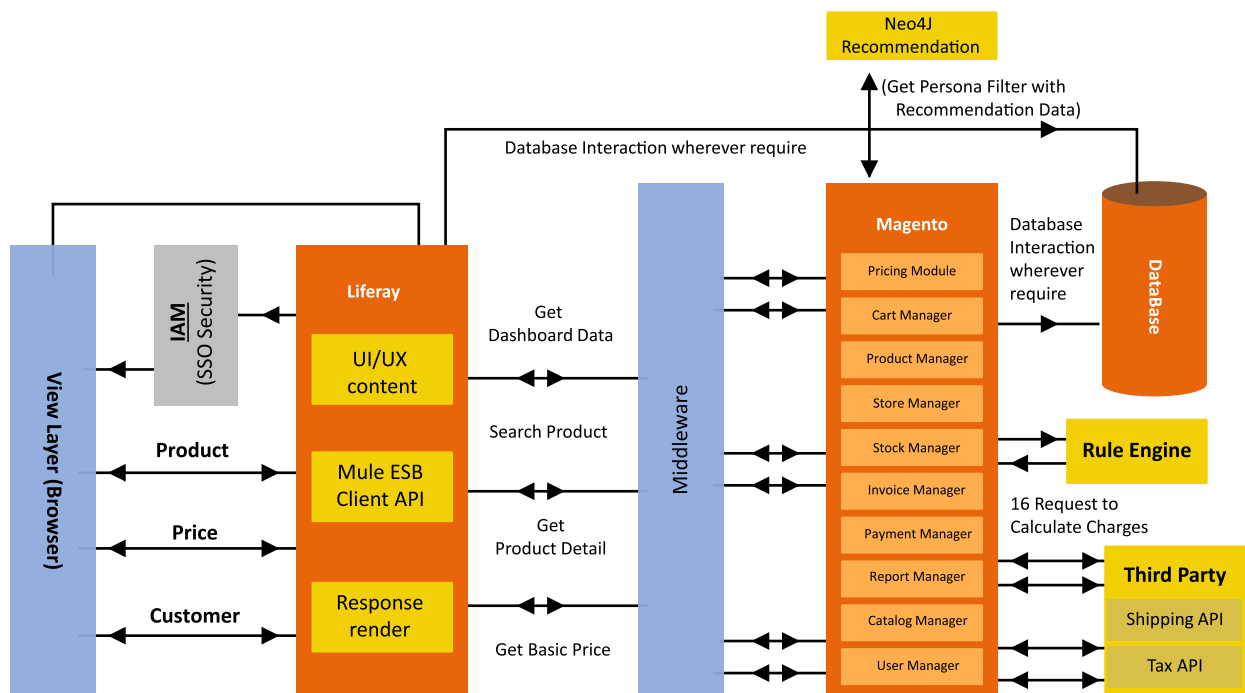 Neo4J
Recommendation
(Get Persona Filter with
Recommendation Data)
Database Interaction wherever require
View Layer (Browser)
IAM
(SSO Security)
Product
Price
Customer
Liferay
UI/UX
content
Mule ESB
Client API
Response
render
Get
Dashboard Data
Search Product
Get
Product Detail
Get Basic Price
Middleware
Magento
Pricing Module
Cart Manager
Product Manager
Store Manager
Stock Manager
Invoice Manager
Payment Manager
Report Manager
Catalog Manager
User Manager
Database
Interaction
wherever
require
DataBase
Rule Engine
16 Request to
Calculate Charges
Third Party
Shipping API
Tax API